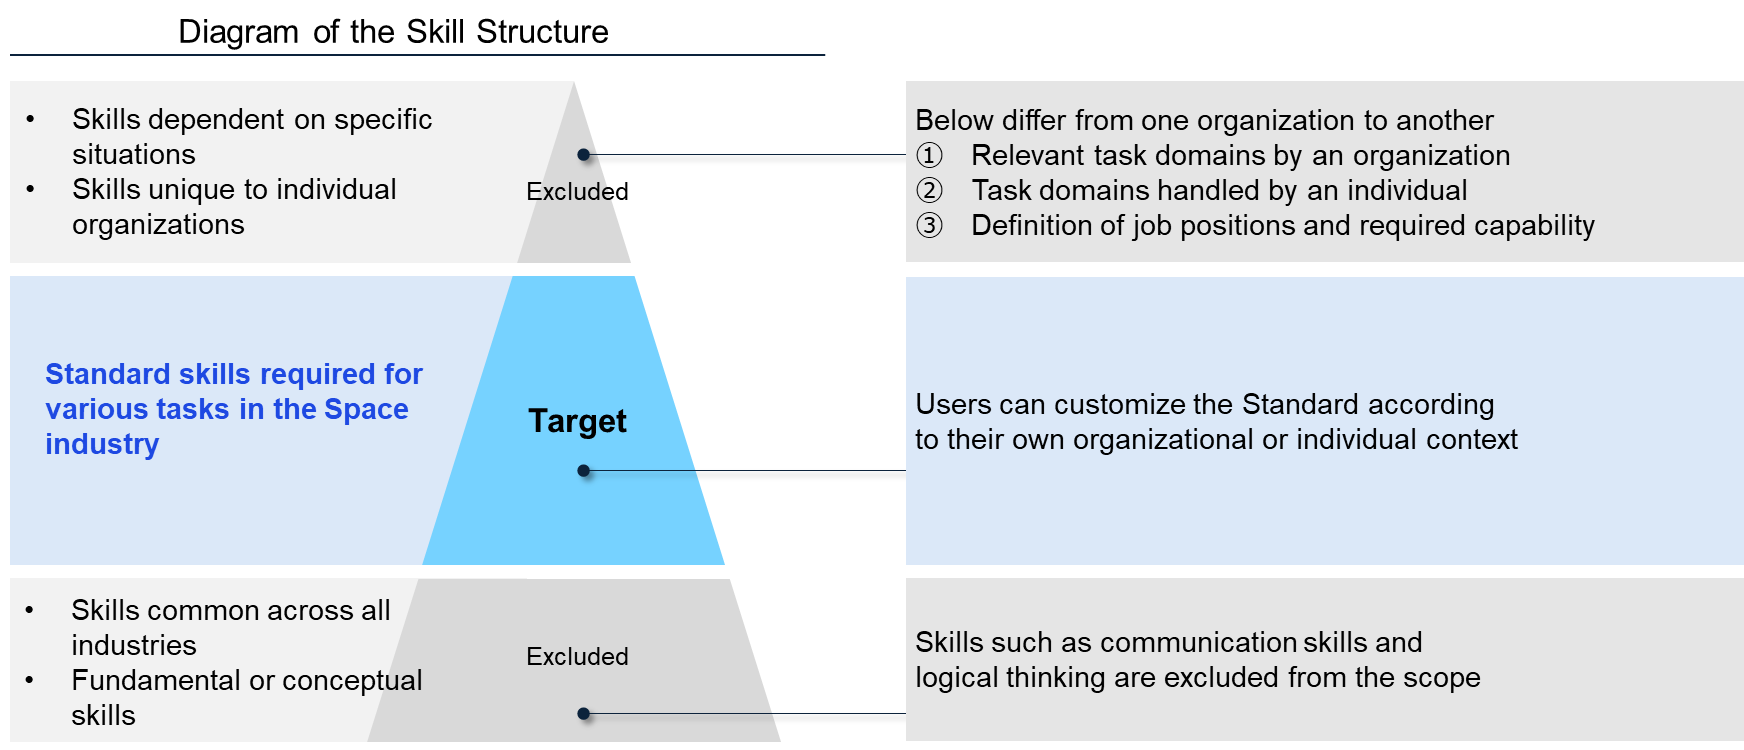 Diagram of the Skill Structure
• Skills dependent on specific
situations
• Skills unique to individual
organizations
Excluded
Below differ from one organization to another
① Relevant task domains by an organization
② Task domains handled by an individual
③ Definition of job positions and required capability
Standard skills required for
various tasks in the Space
industry
Target
Users can customize the Standard according
to their own organizational or individual context
• Skills common across all
industries
• Fundamental or conceptual
skills
Excluded
Skills such as communication skills and
logical thinking are excluded from the scope